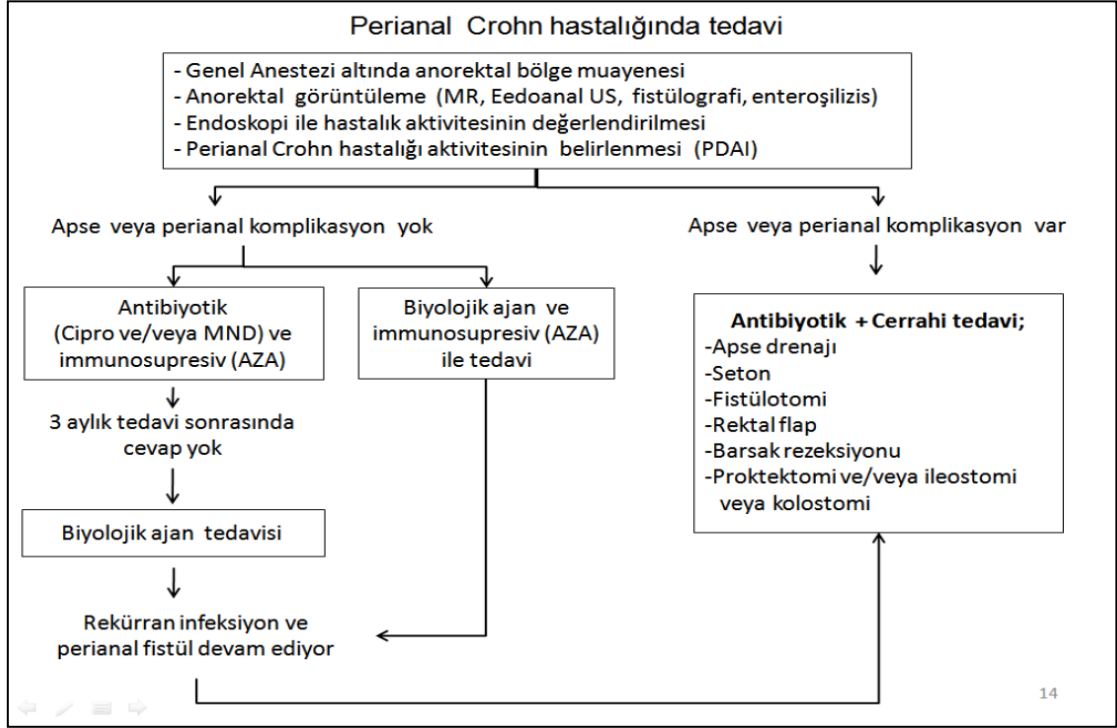 Perianal Crohn hastalığında tedavi
- Genel Anestezi altında anorektal bölge muayenesi
- Anorektal görüntüleme (MR, Eedoanal US, fistülografi, enteroşilizis)
- Endoskopi ile hastalık aktivitesinin değerlendirilmesi
- Perianal Crohn hastalığı aktivitesinin belirlenmesi (PDAI)
Apse veya perianal komplikasyon yok
Apse veya perianal komplikasyon var
Antibiyotik
(Cipro ve/veya MND) ve
immunosupresiv (AZA)
Biyolojik ajan ve
immunosupresiv (AZA)
ile tedavi
Antibiyotik + Cerrahi tedavi;
-Apse drenajı
-Seton
-Fistülotomi
-Rektal flap
-Barsak rezeksiyonu
-Proktektomi ve/veya ileostomi
veya kolostomi
3 aylık tedavi sonrasında
cevap yok
Biyolojik ajan tedavisi
Rekürran infeksiyon ve
perianal fistül devam ediyor
14